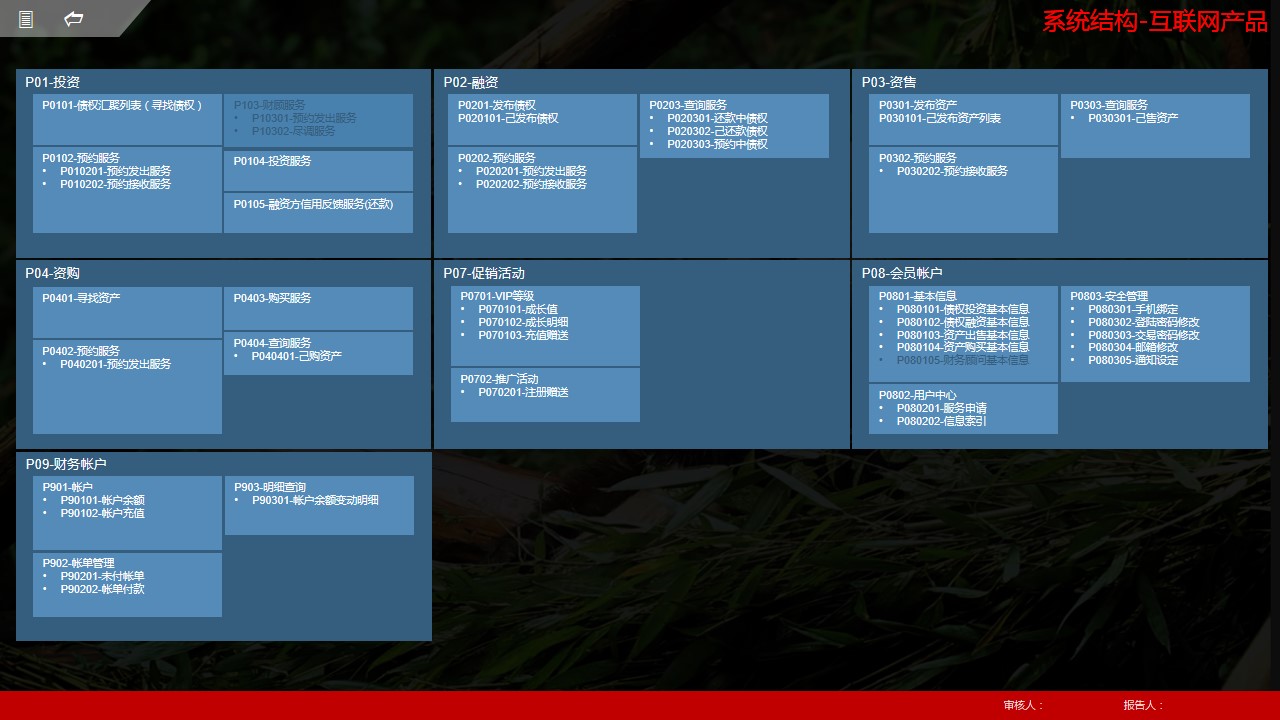 系统结构-互联网产品
P01-投资
P0101-债权汇聚列表（寻找债权）
P0102-预约服务
• P010201-预约发出服务
• P010202-预约接收服务
P103-财顾服务
• P10301-预约发出服务
• P10302-尽调服务
P0104-投资服务
P0105-融资方信用反馈服务(还款)
P02-融资
P0201-发布债权
P020101-已发布债权
P0202-预约服务
• P020201-预约发出服务
• P020202-预约接收服务
P0203-查询服务
• P020301-还款中债权
• P020302-已还款债权
• P020303-预约中债权
P03-资售
P0301-发布资产
P030101-已发布资产列表
P0302-预约服务
• P030202-预约接收服务
P0303-查询服务
• P030301-已售资产
P04-资购
P0401-寻找资产
P0402-预约服务
• P040201-预约发出服务
P0403-购买服务
P0404-查询服务
• P040401-已购资产
P07-促销活动
P0701-VIP等级
• P070101-成长值
• P070102-成长明细
• P070103-充值赠送
P0702-推广活动
• P070201-注册赠送
P08-会员帐户
P0801-基本信息
• P080101-债权投资基本信息
• P080102-债权融资基本信息
• P080103-资产出售基本信息
• P080104-资产购买基本信息
• P080105-财务顾问基本信息
P0802-用户中心
• P080201-服务申请
• P080202-信息索引
P0803-安全管理
• P080301-手机绑定
• P080302-登陆密码修改
• P080303-交易密码修改
• P080304-邮箱修改
• P080305-通知设定
P09-财务帐户
P901-帐户
• P90101-帐户余额
• P90102-帐户充值
P902-帐单管理
• P90201-未付帐单
• P90202-帐单付款
P903-明细查询
• P90301-帐户余额变动明细
审核人：
报告人：